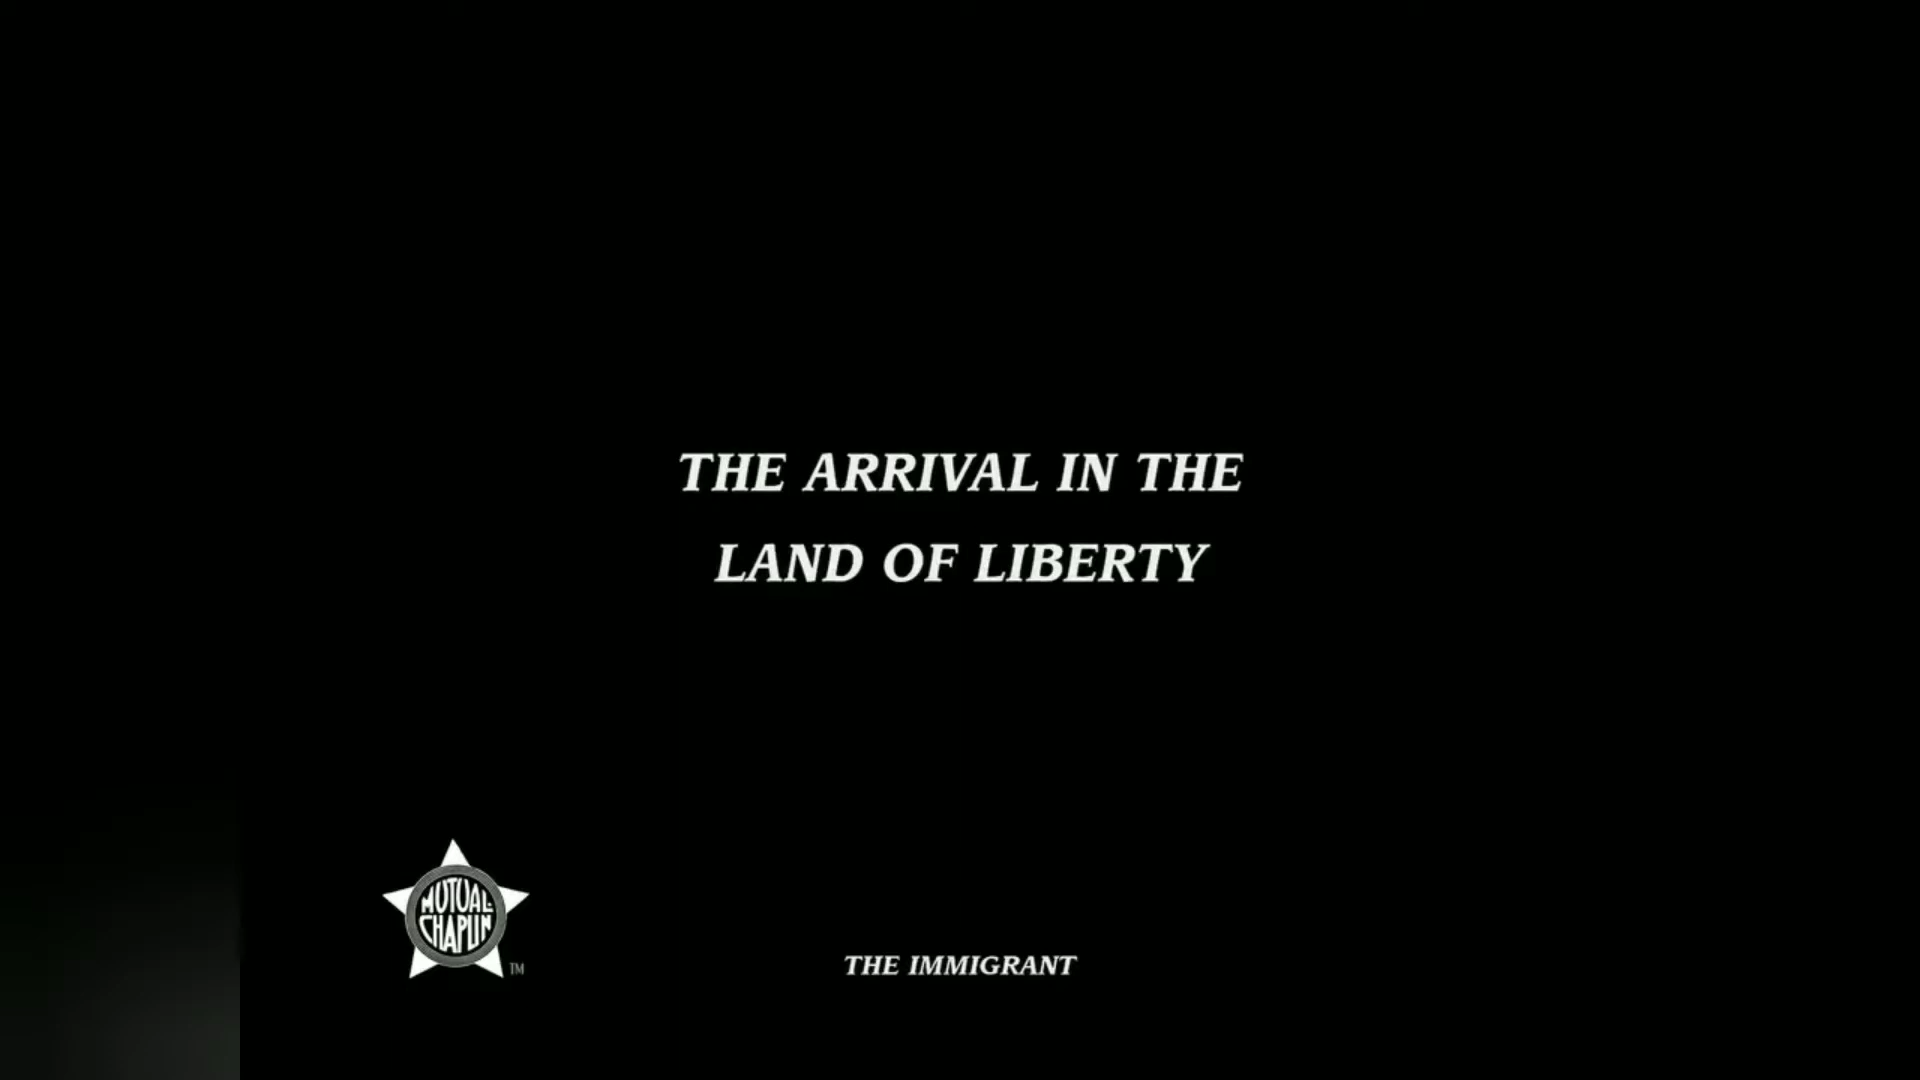 THE ARRIVAL IN THE
LAND OF LIBERTY
MUTUAL-
CHAPLIN
TM
THE IMMIGRANT